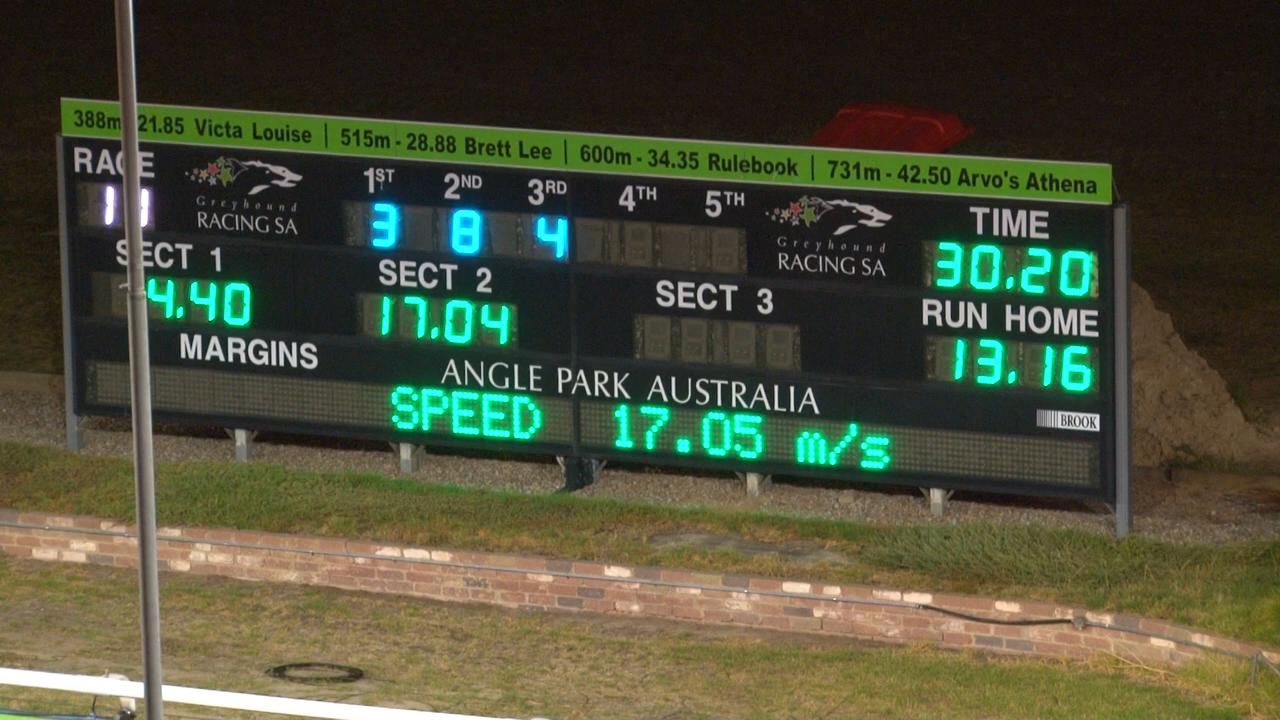 388m 21.85 Victa Louise | 515m - 28.88 Brett Lee | 600m - 34.35 Rulebook | 731m - 42.50 Arvo's Athena
RACE 1ST 2ND 3RD 4TH 5TH TIME
11 3 8 4 30.20
Greyhound
RACING SA
Greyhound
RACING SA
SECT 1 SECT 2 SECT 3 RUN HOME
4.40 17.04 13.16
MARGINS ANGLE PARK AUSTRALIA
BROOK
SPEED 17.05 m/s